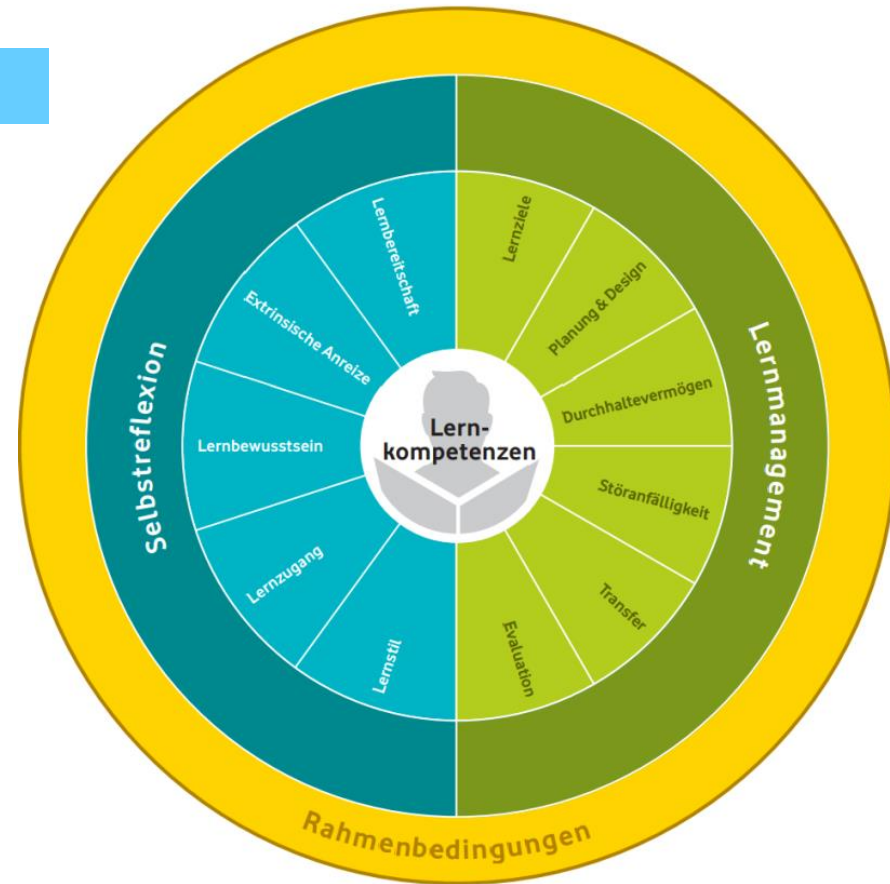 Lernbereitschaft
Extrinsische Anreize
Lernbewusstsein
Lernzugang
Lernstil
Selbstreflexion
Lern-
kompetenzen
Lernziele
Planung & Design
Durchhaltevermögen
Störanfälligkeit
Transfer
Evaluation
Lernmanagement
Rahmenbedingungen